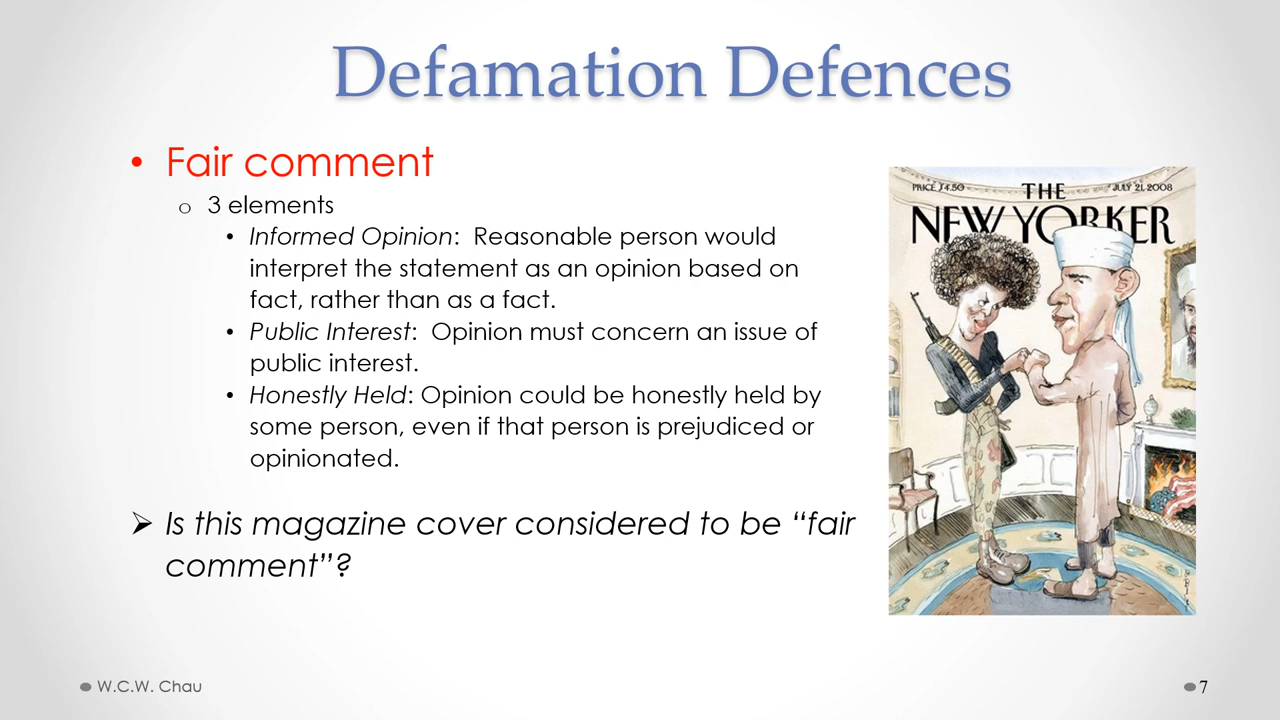 Defamation Defences
• Fair comment
o 3 elements
• Informed Opinion:  Reasonable person would
interpret the statement as an opinion based on
fact, rather than as a fact.
• Public Interest:  Opinion must concern an issue of
public interest.
• Honestly Held: Opinion could be honestly held by
some person, even if that person is prejudiced or
opinionated.
➢ Is this magazine cover considered to be “fair
comment”?
PRICE $4.50
THE
JULY 21, 2008
NEW YORKER
W.C.W. Chau
7